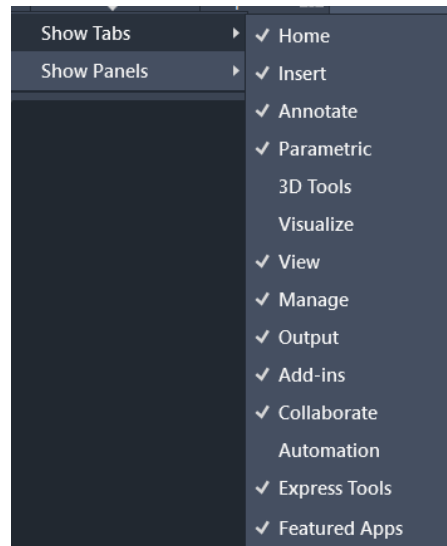 Show Tabs
Show Panels
Home
Insert
Annotate
Parametric
3D Tools
Visualize
View
Manage
Output
Add-ins
Collaborate
Automation
Express Tools
Featured Apps